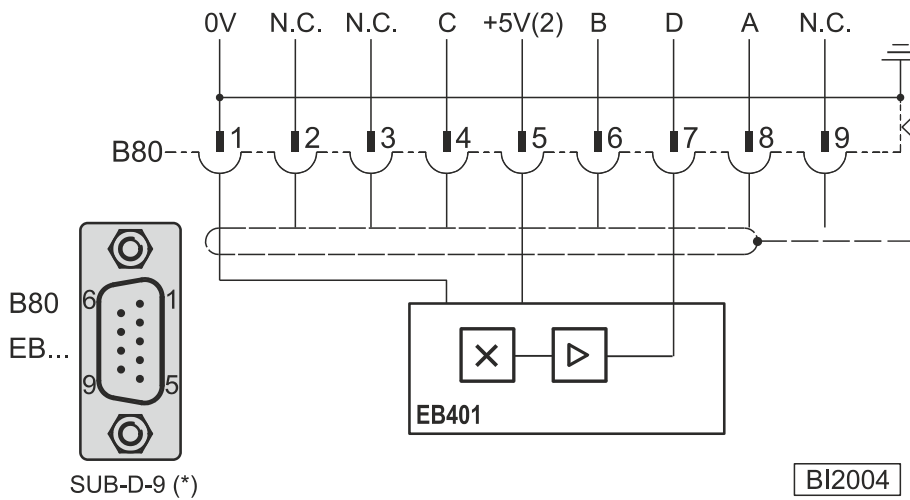 0V N.C. N.C. C +5V(2) B D A N.C.
B80 1 2 3 4 5 6 7 8 9
B80 6 1
EB...
9 5
EB401
SUB-D-9 (*)
BI2004